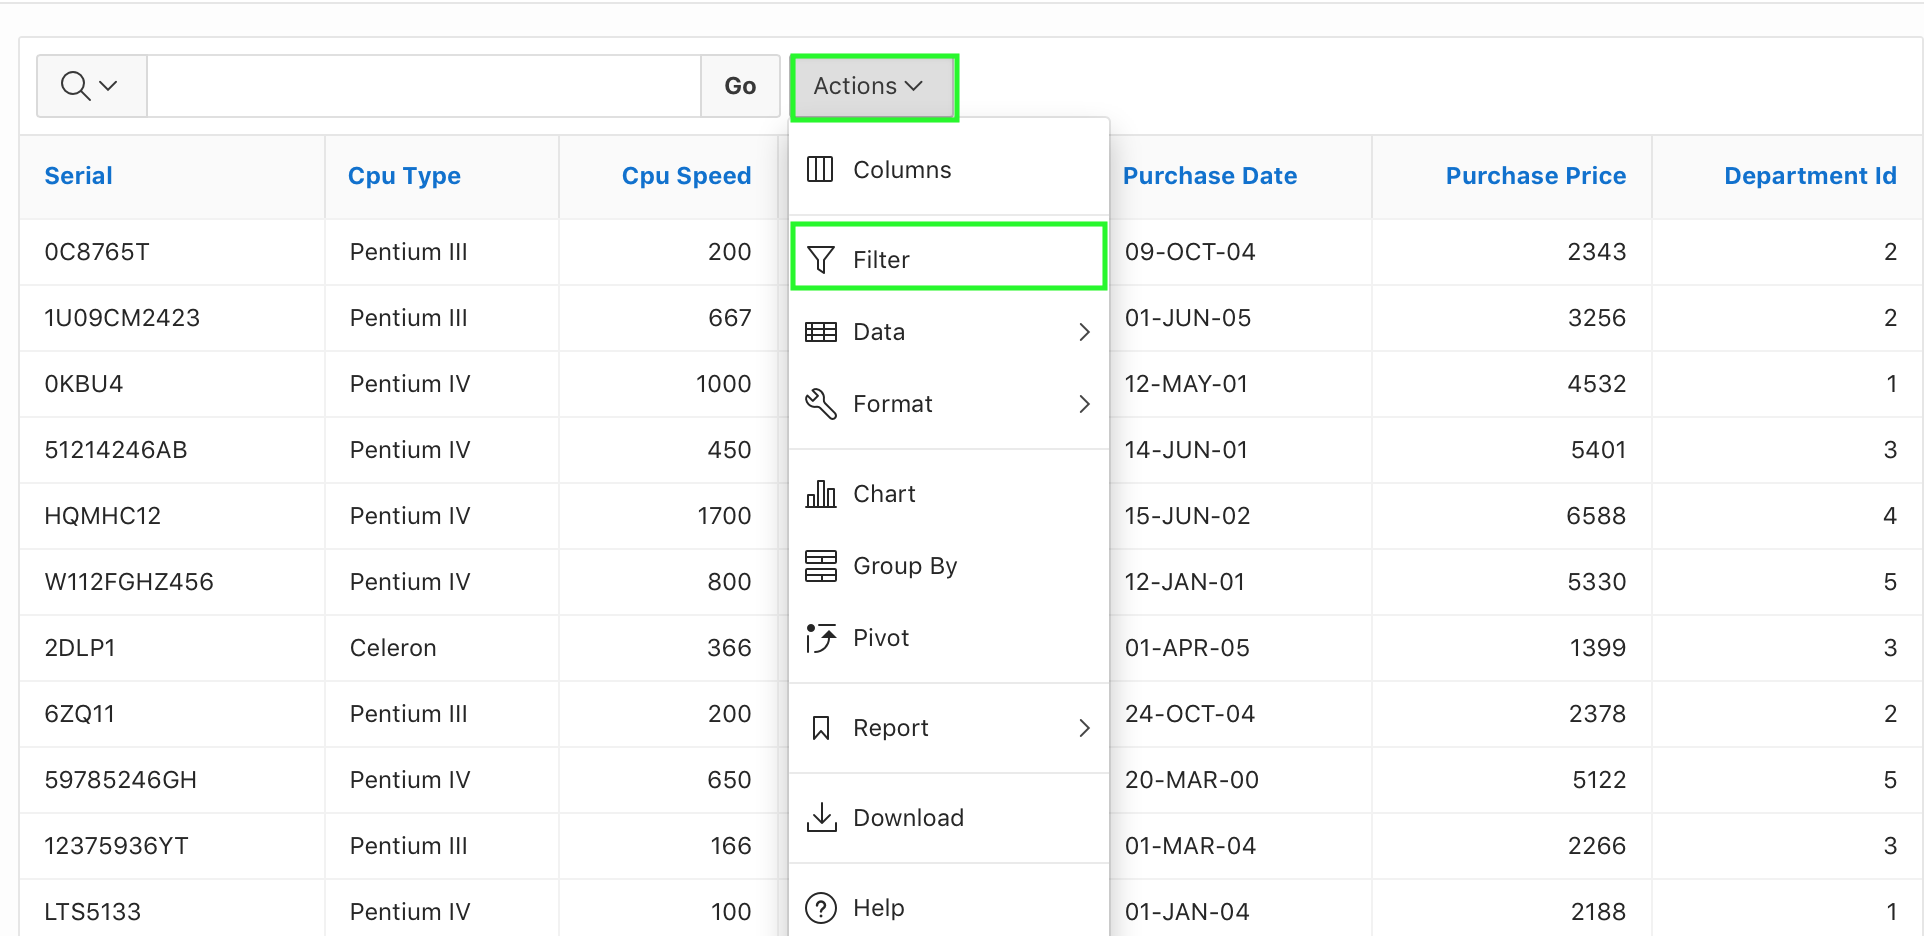 Go Actions
Serial Cpu Type Cpu Speed Purchase Date Purchase Price Department Id
Columns
0C8765T Pentium III 200 09-OCT-04 2343 2
Filter
1U09CM2423 Pentium III 667 01-JUN-05 3256 2
Data
0KBU4 Pentium IV 1000 12-MAY-01 4532 1
Format
51214246AB Pentium IV 450 14-JUN-01 5401 3
Chart
HQMHC12 Pentium IV 1700 15-JUN-02 6588 4
Group By
W112FGHZ456 Pentium IV 800 12-JAN-01 5330 5
Pivot
2DLP1 Celeron 366 01-APR-05 1399 3
6ZQ11 Pentium III 200 24-OCT-04 2378 2
Report
59785246GH Pentium IV 650 20-MAR-00 5122 5
Download
12375936YT Pentium III 166 01-MAR-04 2266 3
Help
LTS5133 Pentium IV 100 01-JAN-04 2188 1